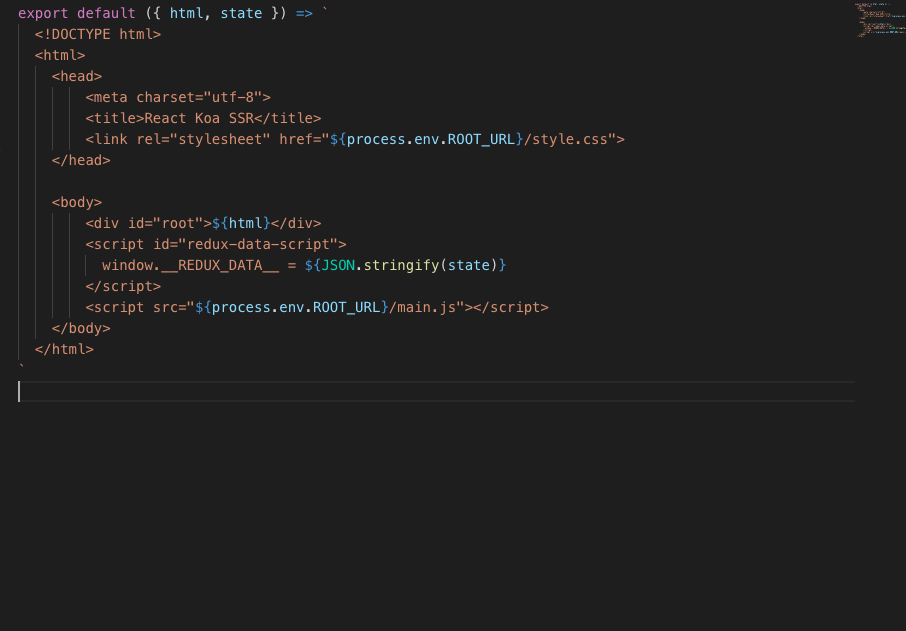 export default ({ html, state }) => `
  <!DOCTYPE html>
  <html>
    <head>
        <meta charset="utf-8">
        <title>React Koa SSR</title>
        <link rel="stylesheet" href="${process.env.ROOT_URL}/style.css">
    </head>

    <body>
        <div id="root">${html}</div>
        <script id="redux-data-script">
          window.__REDUX_DATA__ = ${JSON.stringify(state)}
        </script>
        <script src="${process.env.ROOT_URL}/main.js"></script>
    </body>
  </html>
`